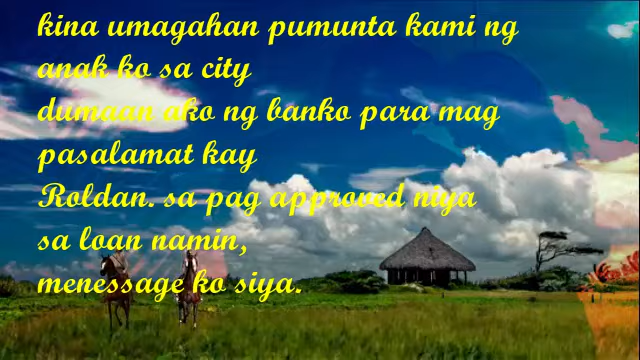 kina umagahan pumunta kami ng
anak ko sa city
dumaan ako ng banko para mag
pasalamat kay
Roldan. sa pag approved niya
sa loan namin,
menessage ko siya.